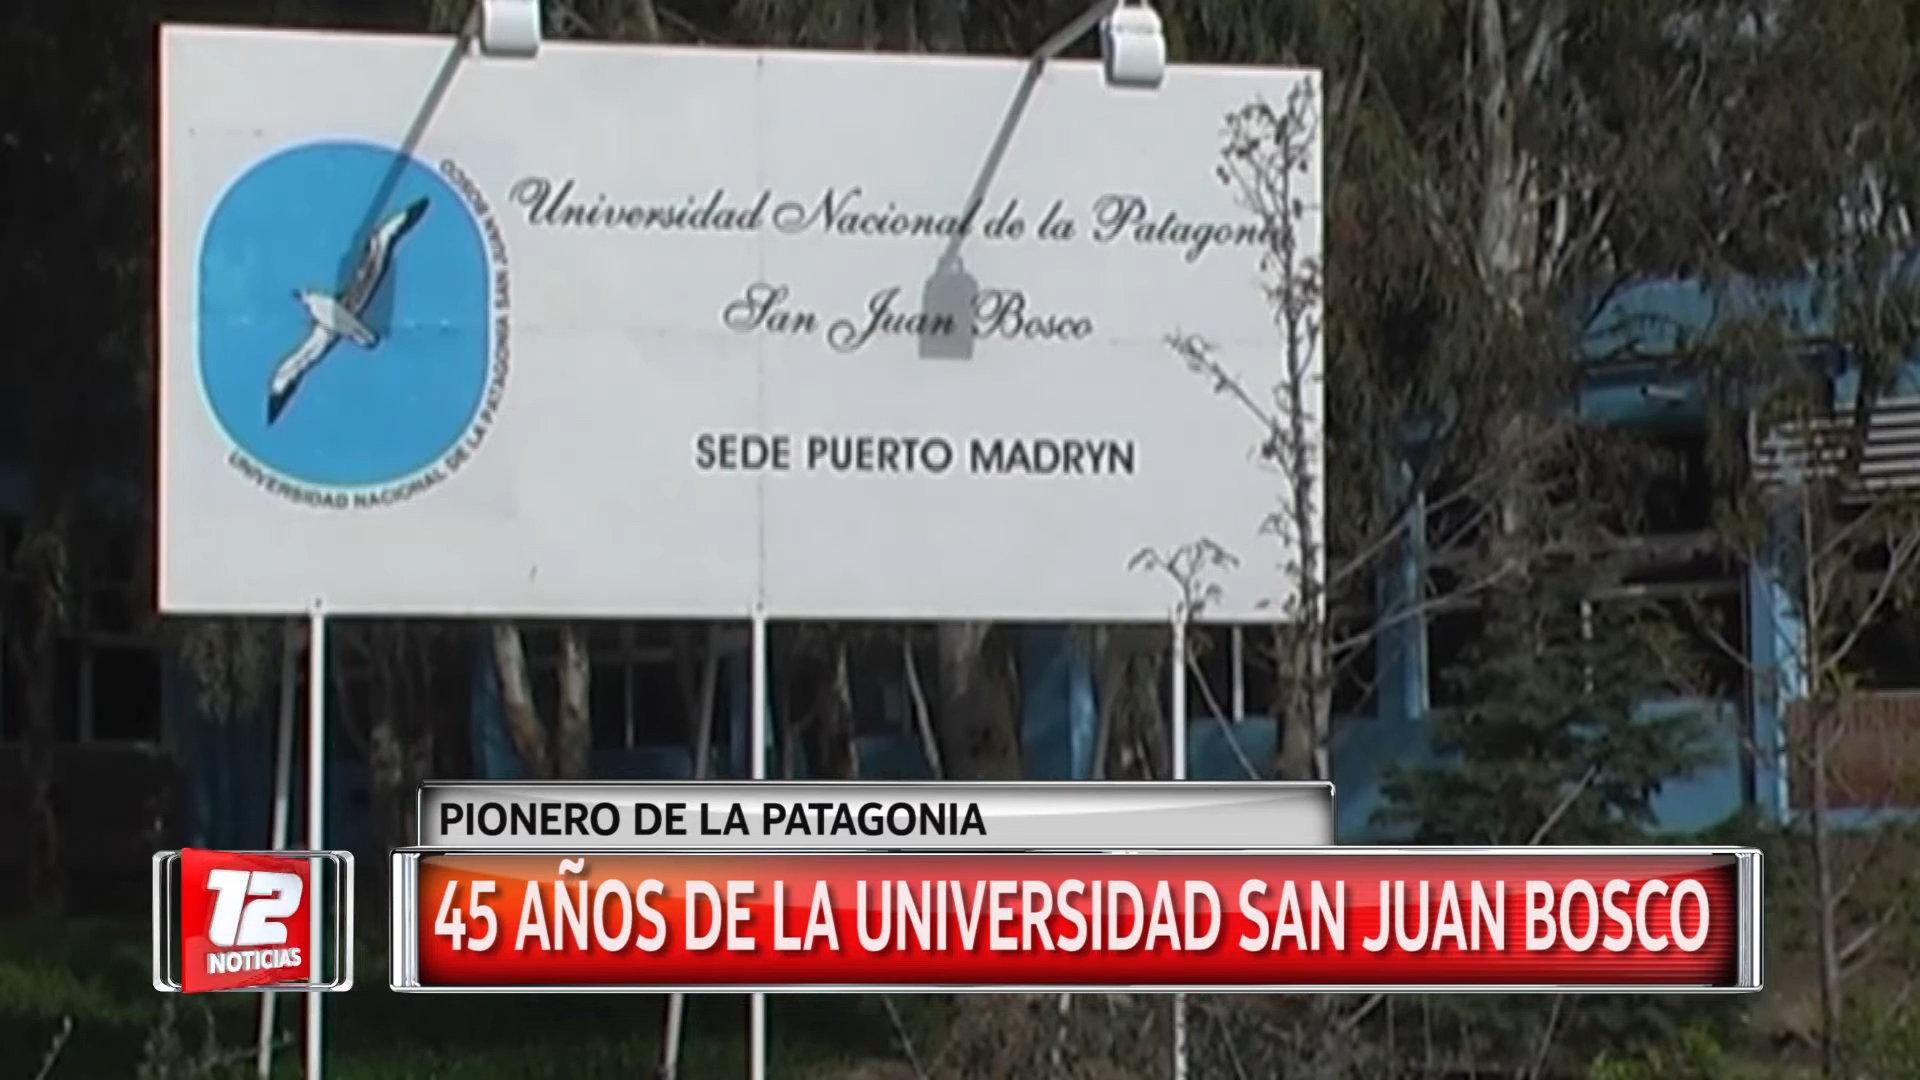 UNIVERSIDAD NACIONAL DE LA PATAGONIA SAN JUAN BOSCO
Universidad Nacional de la Patagonia
San Juan Bosco
SEDE PUERTO MADRYN
PIONERO DE LA PATAGONIA
45 AÑOS DE LA UNIVERSIDAD SAN JUAN BOSCO
12
NOTICIAS